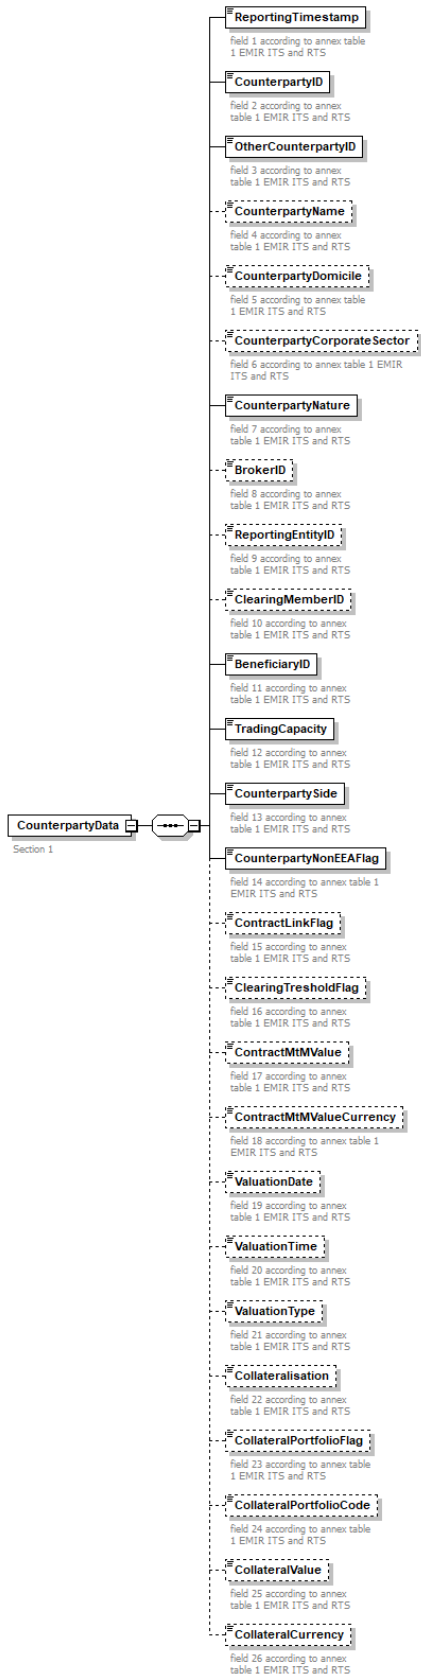 ReportingTimestamp
field 1 according to annex table
1 EMIR ITS and RTS
CounterpartyID
field 2 according to annex
table 1 EMIR ITS and RTS
OtherCounterpartyID
field 3 according to annex
table 1 EMIR ITS and RTS
CounterpartyName
field 4 according to annex
table 1 EMIR ITS and RTS
CounterpartyDomicile
field 5 according to annex table
1 EMIR ITS and RTS
CounterpartyCorporateSector
field 6 according to annex table 1 EMIR
ITS and RTS
CounterpartyNature
field 7 according to annex
table 1 EMIR ITS and RTS
BrokerID
field 8 according to annex
table 1 EMIR ITS and RTS
ReportingEntityID
field 9 according to annex
table 1 EMIR ITS and RTS
ClearingMemberID
field 10 according to annex
table 1 EMIR ITS and RTS
BeneficiaryID
field 11 according to annex
table 1 EMIR ITS and RTS
TradingCapacity
field 12 according to annex
table 1 EMIR ITS and RTS
CounterpartySide
field 13 according to annex
table 1 EMIR ITS and RTS
CounterpartyData
Section 1
CounterpartyNonEEAFlag
field 14 according to annex table 1
EMIR ITS and RTS
ContractLinkFlag
field 15 according to annex
table 1 EMIR ITS and RTS
ClearingTresholdFlag
field 16 according to annex
table 1 EMIR ITS and RTS
ContractMtMValue
field 17 according to annex
table 1 EMIR ITS and RTS
ContractMtMValueCurrency
field 18 according to annex table 1
EMIR ITS and RTS
ValuationDate
field 19 according to annex
table 1 EMIR ITS and RTS
ValuationTime
field 20 according to annex
table 1 EMIR ITS and RTS
ValuationType
field 21 according to annex
table 1 EMIR ITS and RTS
Collateralisation
field 22 according to annex
table 1 EMIR ITS and RTS
CollateralPortfolioFlag
field 23 according to annex table
1 EMIR ITS and RTS
CollateralPortfolioCode
field 24 according to annex table
1 EMIR ITS and RTS
CollateralValue
field 25 according to annex
table 1 EMIR ITS and RTS
CollateralCurrency
field 26 according to annex
table 1 EMIR ITS and RTS